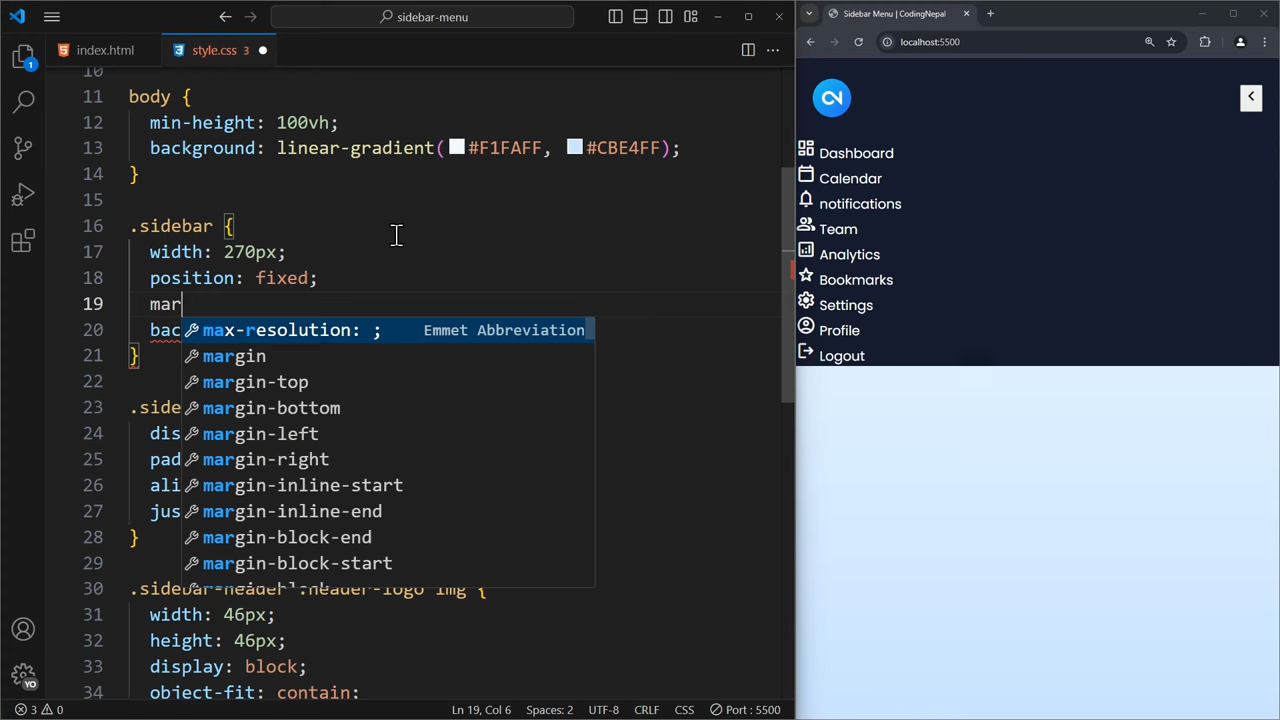 sidebar-menu
index.html
style.css 3
10
11 body {
12 min-height: 100vh;
13 background: linear-gradient( #F1FAFF, #CBE4FF);
14 }
15
16 .sidebar {
17 width: 270px;
18 position: fixed;
19 mar
20 bac
max-resolution: ; Emmet Abbreviation
21 }
margin
22
margin-top
23 .side
margin-bottom
24 dis
margin-left
25 pad
margin-right
26 ali
margin-inline-start
27 jus
margin-inline-end
28 }
margin-block-end
29
margin-block-start
30 .sidebar-header .header-logo img {
31 width: 46px;
32 height: 46px;
33 display: block;
34 object-fit: contain;
1
YO
3 0
Ln 19, Col 6
Spaces: 2
UTF-8
CRLF
CSS
Port : 5500
Sidebar Menu | CodingNepal
localhost:5500
Dashboard
Calendar
notifications
Team
Analytics
Bookmarks
Settings
Profile
Logout